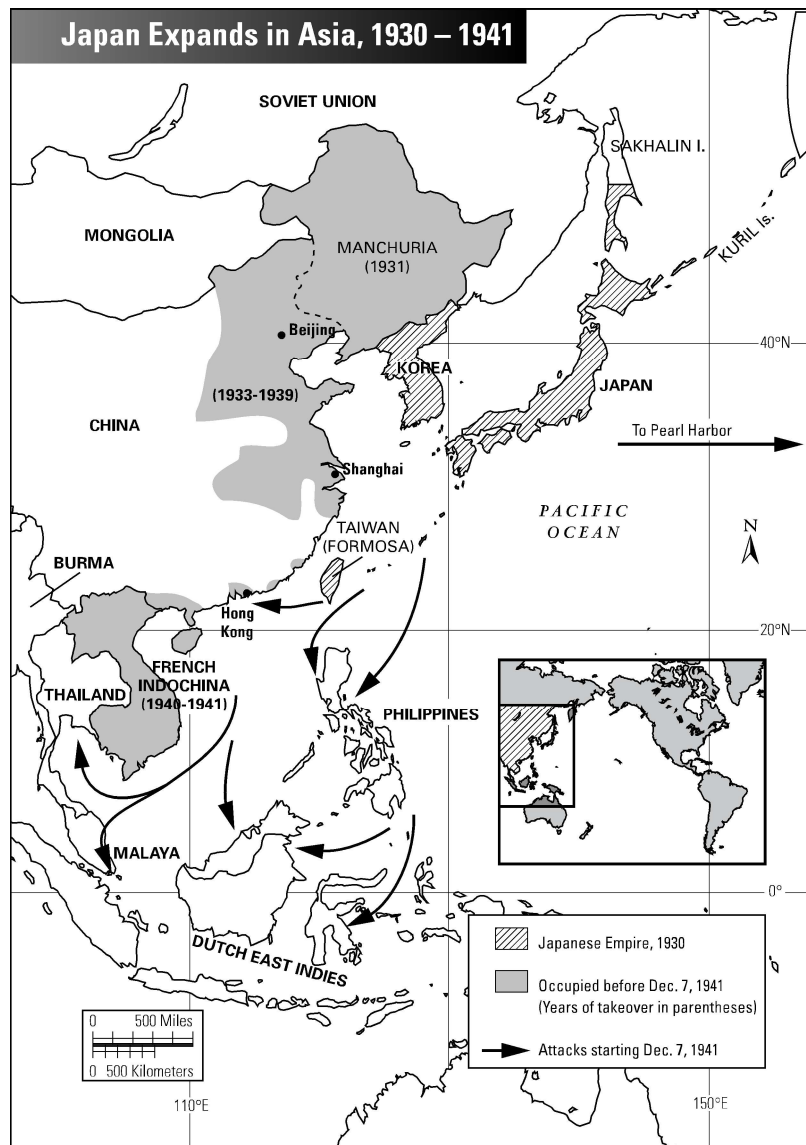 Japan Expands in Asia, 1930 – 1941
SOVIET UNION
SAKHALIN I.
MONGOLIA
KURIL Is.
MANCHURIA
(1931)
Beijing
40°N
KOREA
JAPAN
(1933-1939)
CHINA
To Pearl Harbor
Shanghai
PACIFIC
OCEAN
N
TAIWAN
(FORMOSA)
BURMA
Hong
Kong
20°N
FRENCH
INDOCHINA
(1940-1941)
THAILAND
PHILIPPINES
MALAYA
0°
DUTCH EAST INDIES
Japanese Empire, 1930
Occupied before Dec. 7, 1941
(Years of takeover in parentheses)
Attacks starting Dec. 7, 1941
0 500 Miles
0 500 Kilometers
110°E
150°E